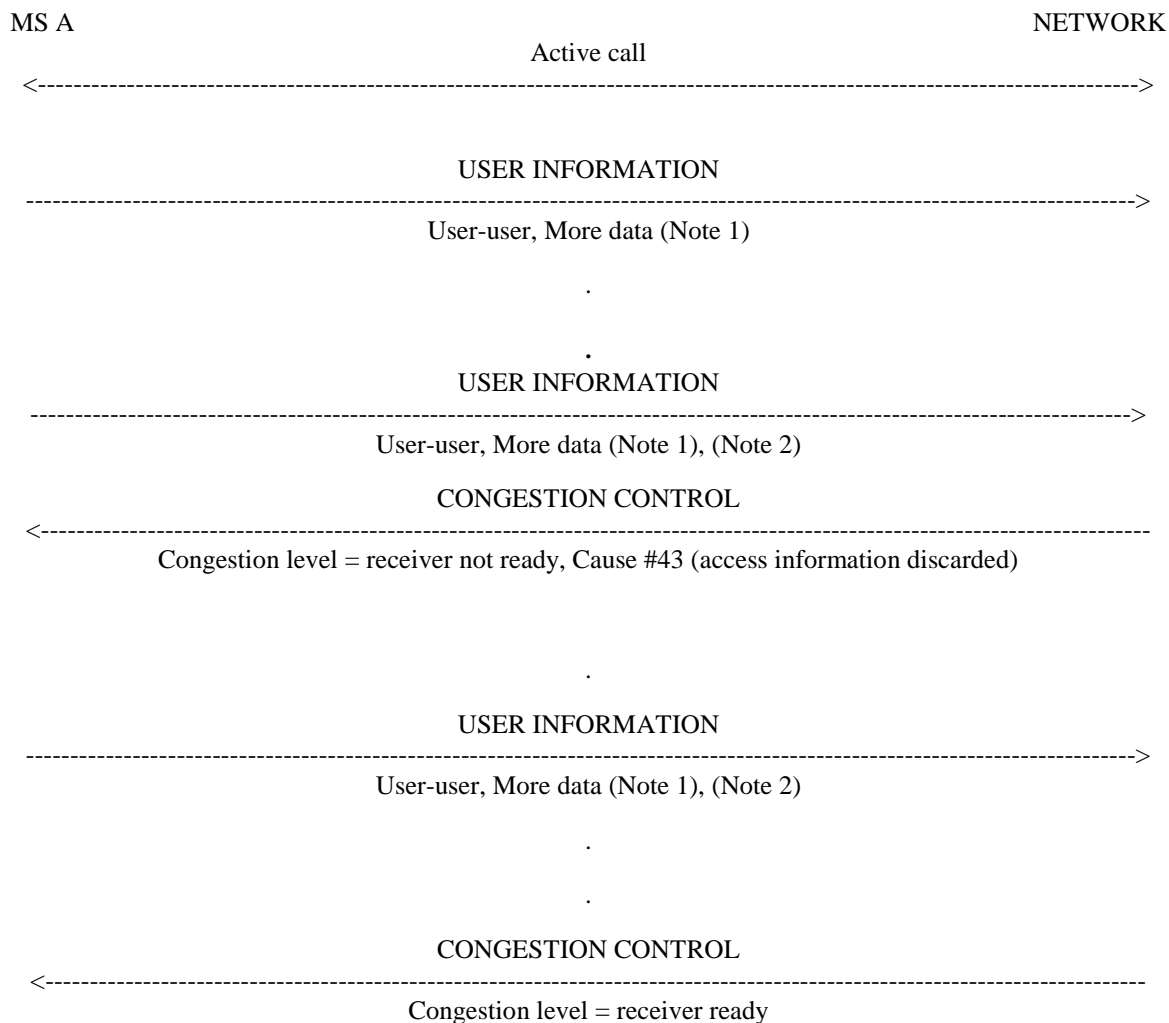 MS A NETWORK
Active call
<------------------------------------------------------------------------------------------------------------------------------>
USER INFORMATION
------------------------------------------------------------------------------------------------------------------------------->
User-user, More data (Note 1)
.
.
USER INFORMATION
------------------------------------------------------------------------------------------------------------------------------>
User-user, More data (Note 1), (Note 2)
CONGESTION CONTROL
<-------------------------------------------------------------------------------------------------------------------------------
Congestion level = receiver not ready, Cause #43 (access information discarded)
.
USER INFORMATION
------------------------------------------------------------------------------------------------------------------------------->
User-user, More data (Note 1), (Note 2)
.
.
CONGESTION CONTROL
<------------------------------------------------------------------------------------------------------------------------------
Congestion level = receiver ready